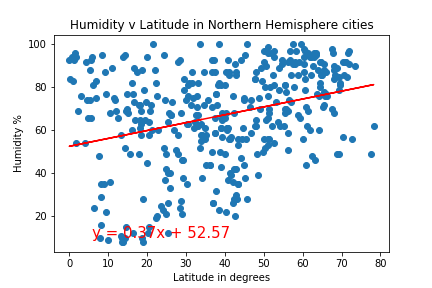 Humidity v Latitude in Northern Hemisphere cities
100
80
60
40
20
Humidity %
y = 0.37x + 52.57
0 10 20 30 40 50 60 70 80
Latitude in degrees